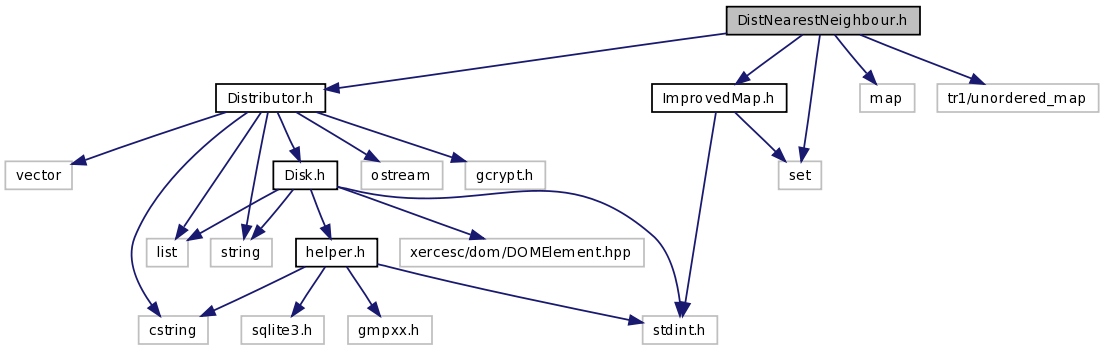 DistNearestNeighbour.h
Distributor.h
ImprovedMap.h
map
tr1/unordered_map
vector
Disk.h
ostream
gcrypt.h
set
list
string
helper.h
xercesc/dom/DOMElement.hpp
cstring
sqlite3.h
gmpxx.h
stdint.h